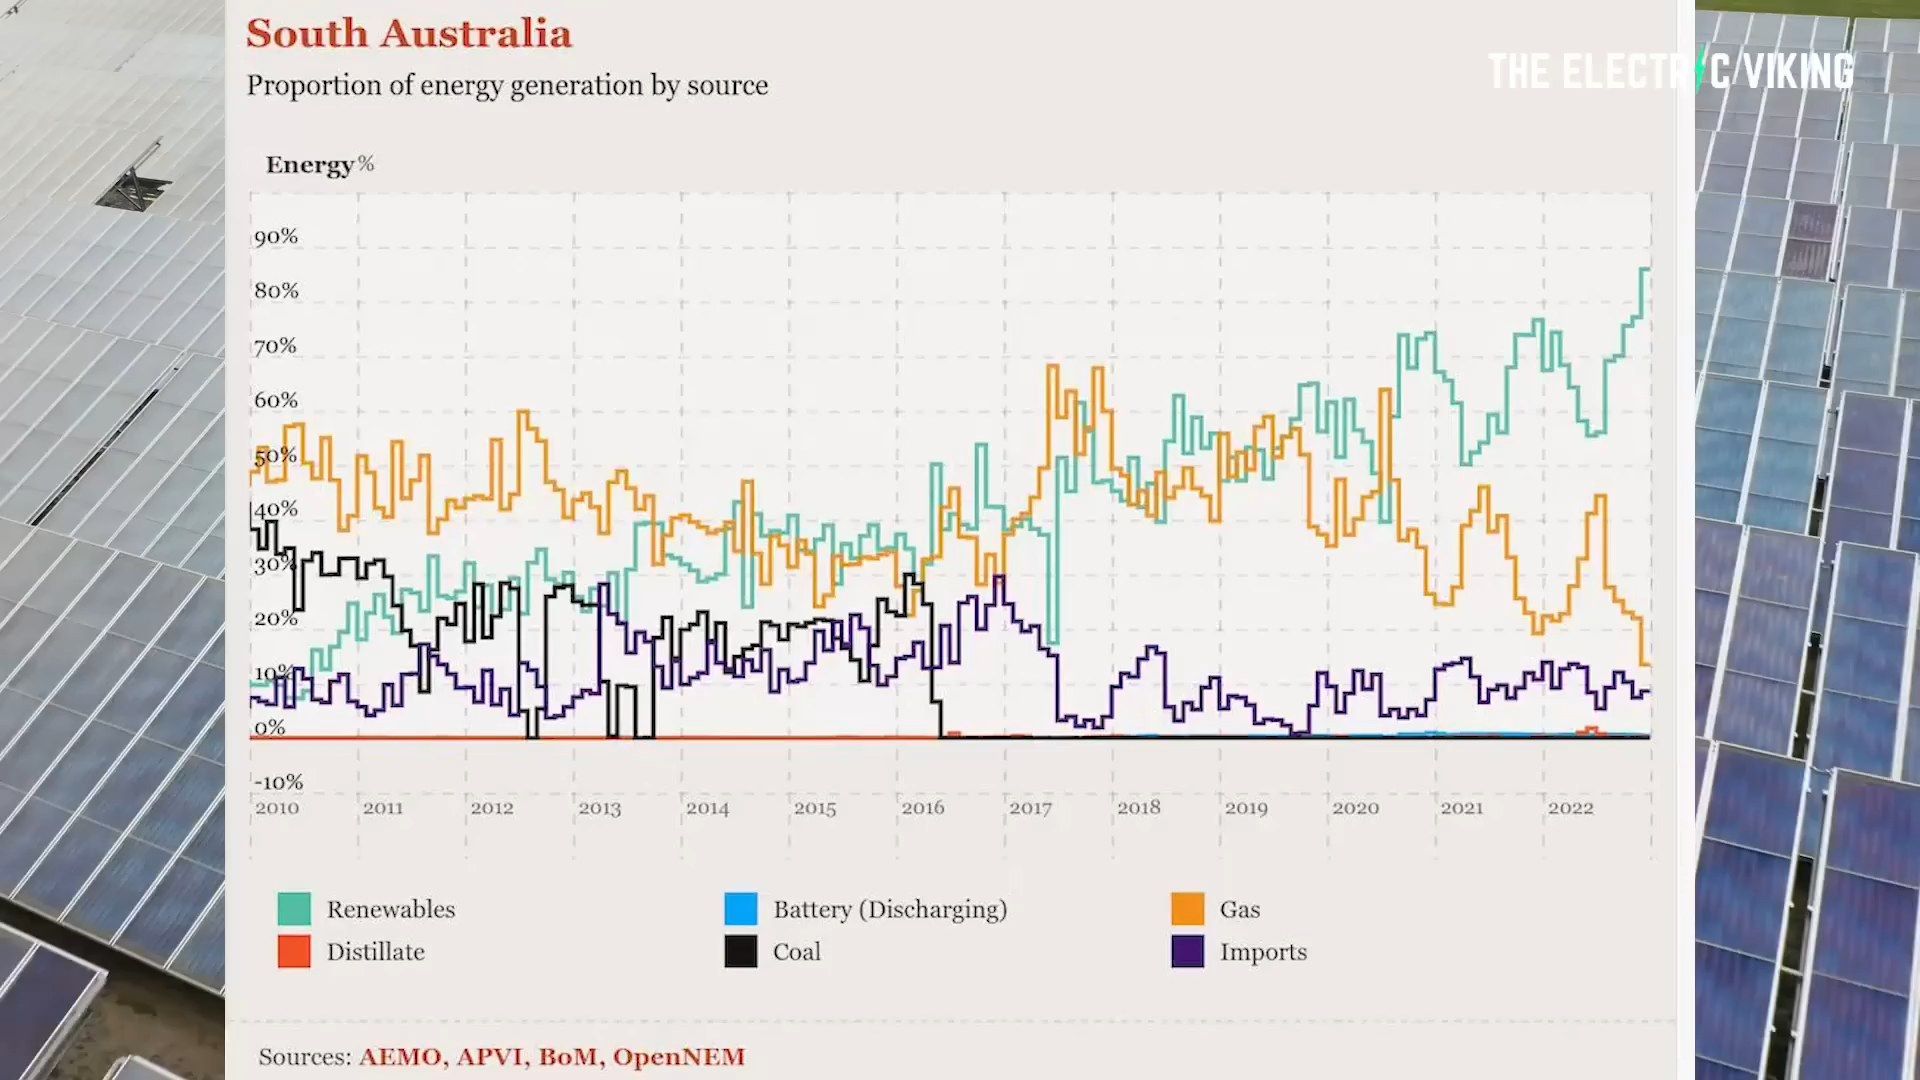 South Australia
THE ELECTRIC/VIKING
Proportion of energy generation by source
Energy%
90%
80%
70%
60%
50%
40%
30%
20%
10%
0%
-10%
2010 2011 2012 2013 2014 2015 2016 2017 2018 2019 2020 2021 2022
Renewables Battery (Discharging) Gas
Distillate Coal Imports
Sources: AEMO, APVI, BoM, OpenNEM